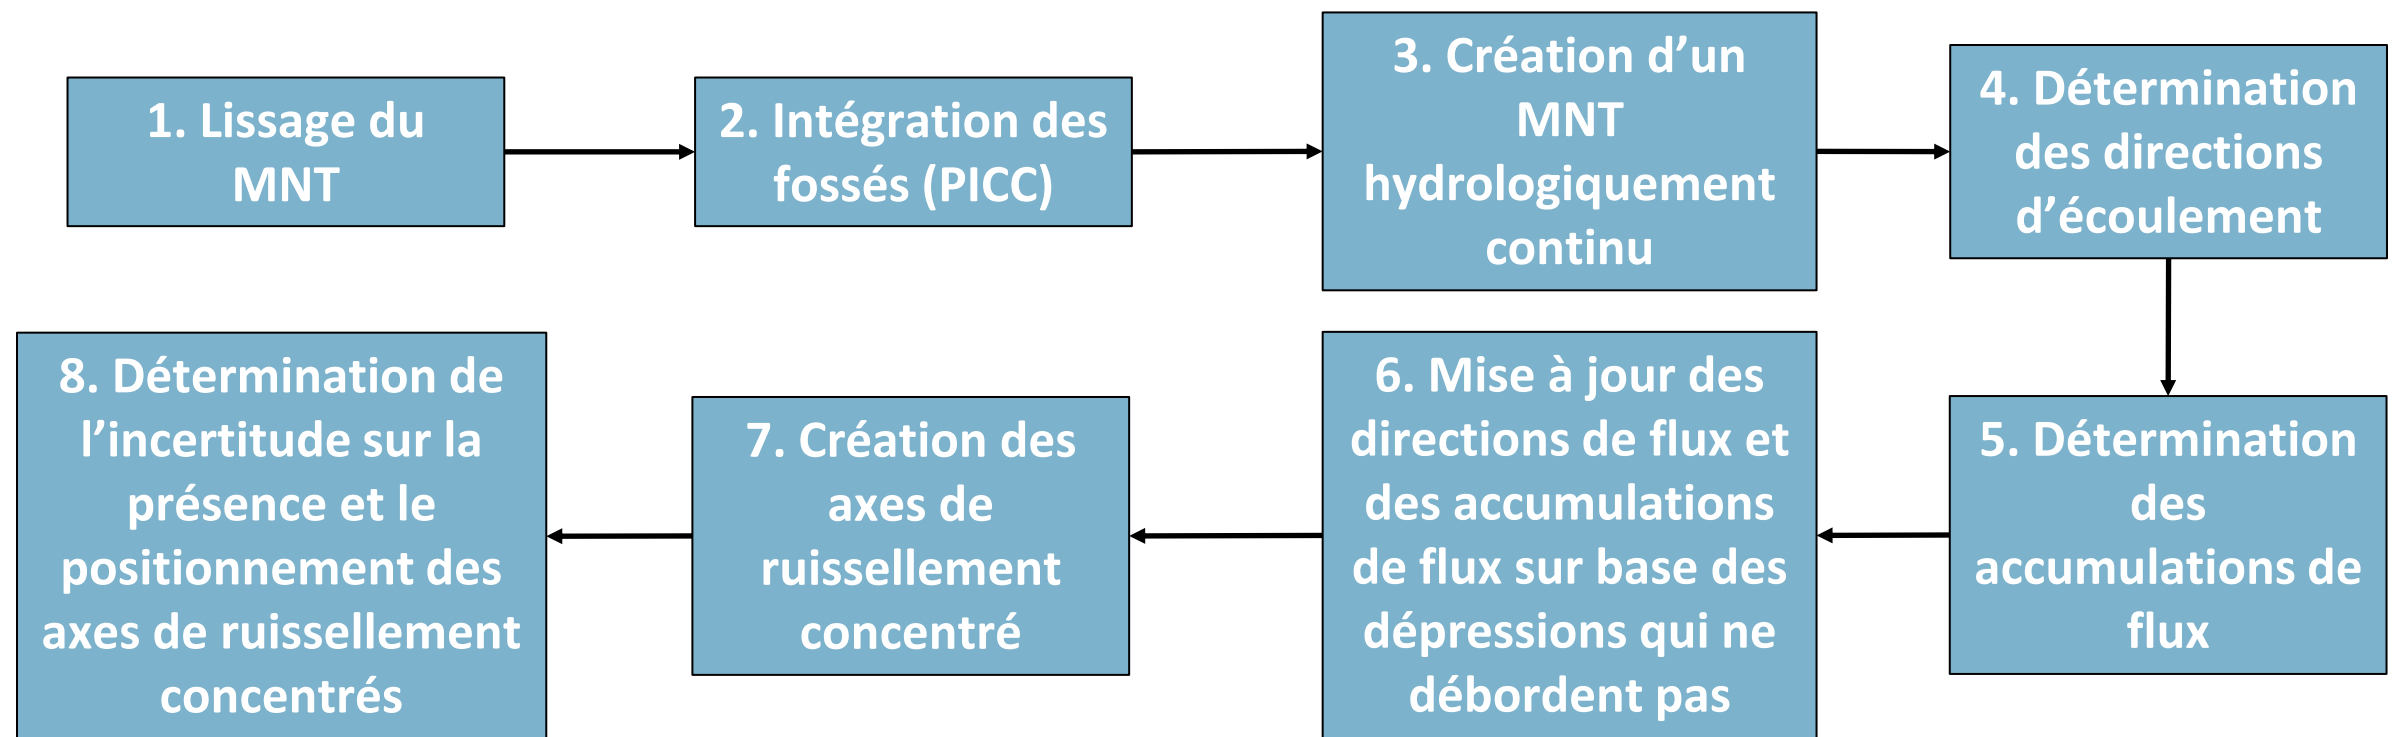 1. Lissage du
MNT
2. Intégration des
fossés (PICC)
3. Création d’un
MNT
hydrologiquement
continu
4. Détermination
des directions
d’écoulement
5. Détermination
des
accumulations de
flux
6. Mise à jour des
directions de flux et
des accumulations
de flux sur base des
dépressions qui ne
débordent pas
7. Création des
axes de
ruissellement
concentré
8. Détermination de
l’incertitude sur la
présence et le
positionnement des
axes de ruissellement
concentrés